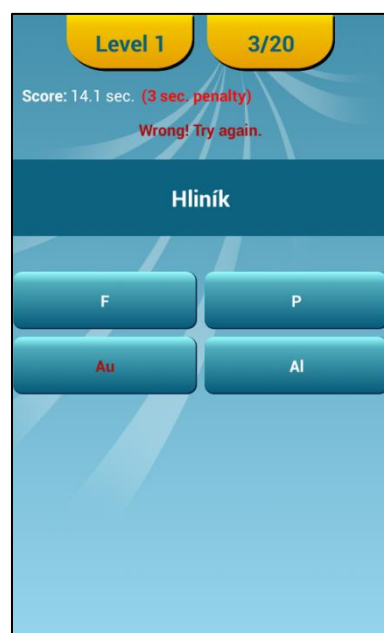 Level 1 3/20
Score: 14.1 sec. (3 sec. penalty)
Wrong! Try again.
Hliník
F P
Au Al